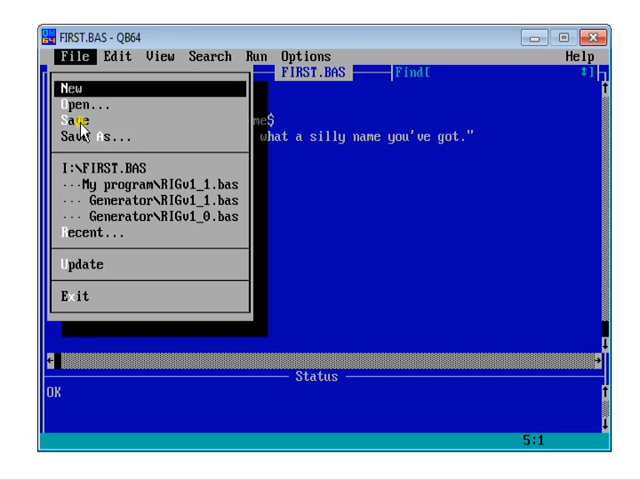 FIRST.BAS - QB64
File Edit View Search Run Options Help
FIRST.BAS Find[ ]
New
Open...
Save me$
Save As... what a silly name you've got."
I:\FIRST.BAS
···My program\RIGv1_1.bas
··· Generator\RIGv1_1.bas
··· Generator\RIGv1_0.bas
Recent...
Update
Exit
Status
OK
5:1